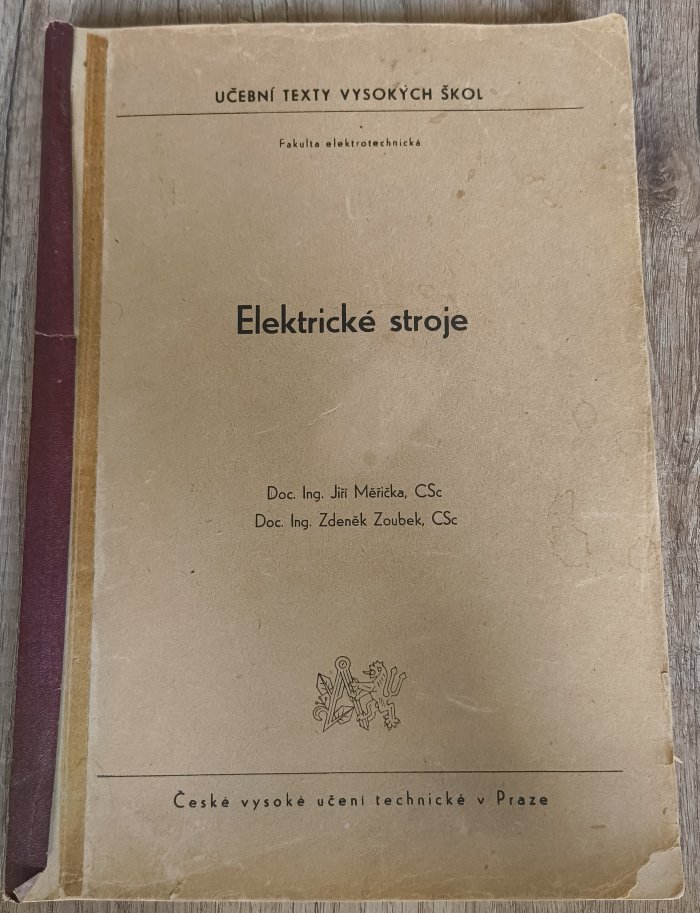 UČEBNÍ TEXTY VYSOKÝCH ŠKOL
Fakulta elektrotechnická
Elektrické stroje
Doc. Ing. Jiří Měřička, CSc
Doc. Ing. Zdeněk Zoubek, CSc
České vysoké učení technické v Praze